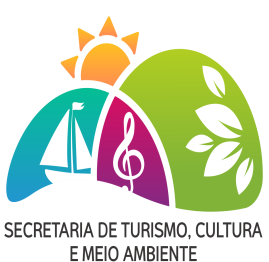 SECRETARIA DE TURISMO, CULTURA
E MEIO AMBIENTE